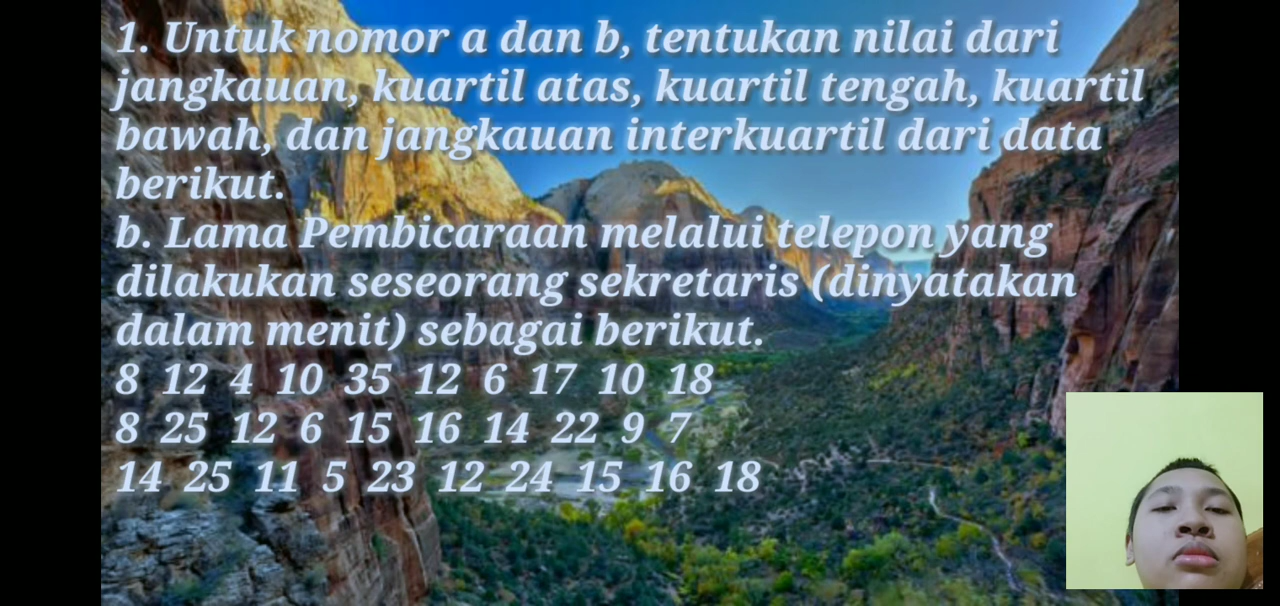 1. Untuk nomor a dan b, tentukan nilai dari
jangkauan, kuartil atas, kuartil tengah, kuartil
bawah, dan jangkauan interkuartil dari data
berikut.
b. Lama Pembicaraan melalui telepon yang
dilakukan seseorang sekretaris (dinyatakan
dalam menit) sebagai berikut.
8 12 4 10 35 12 6 17 10 18
8 25 12 6 15 16 14 22 9 7
14 25 11 5 23 12 24 15 16 18